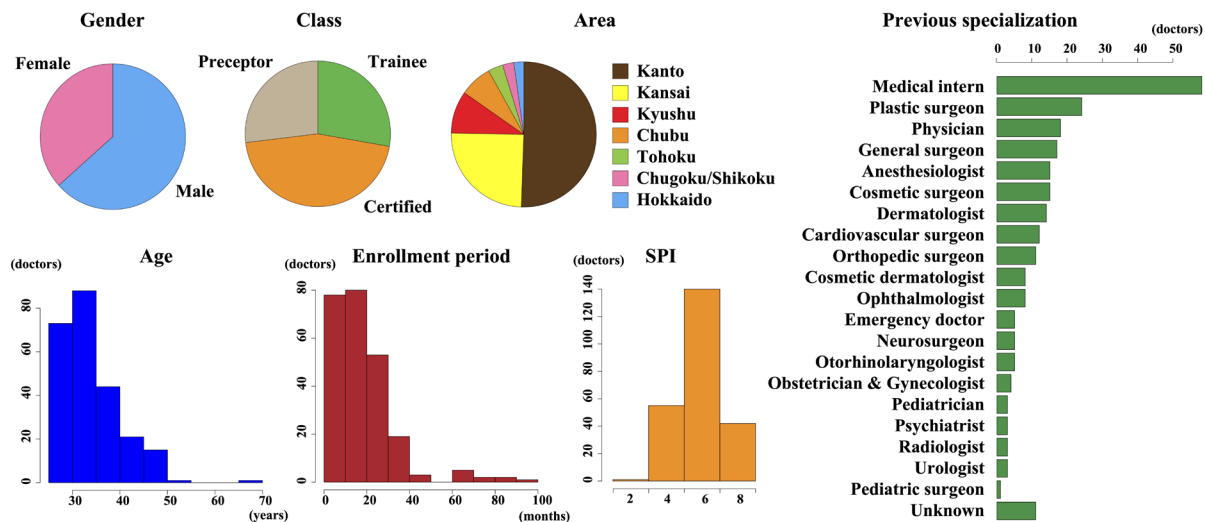 Gender
Female
Male
Class
Preceptor
Trainee
Certified
Area
Kanto
Kansai
Kyushu
Chubu
Tohoku
Chugoku/Shikoku
Hokkaido
Age
(doctors)
0 20 40 60 80
30 40 50 60 70
(years)
Enrollment period
(doctors)
0 20 40 60 80
0 20 40 60 80 100
(months)
SPI
(doctors)
0 20 40 60 80 100 120 140
2 4 6 8
Previous specialization
(doctors)
0 10 20 30 50
Medical intern
Plastic surgeon
Physician
General surgeon
Anesthesiologist
Cosmetic surgeon
Dermatologist
Cardiovascular surgeon
Orthopedic surgeon
Cosmetic dermatologist
Ophthalmologist
Emergency doctor
Neurosurgeon
Otorhinolaryngologist
Obstetrician & Gynecologist
Pediatrician
Psychiatrist
Radiologist
Urologist
Pediatric surgeon
Unknown